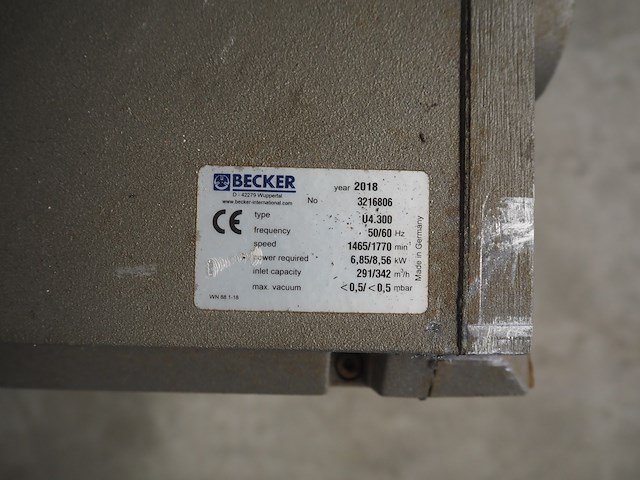 BECKER year 2018
D - 42279 Wuppertal
www.becker-international.com No 3216806
CE type U4.300
frequency 50/60 Hz
speed 1465/1770 min⁻¹
power required 6,85/8,56 kW
inlet capacity 291/342 m³/h
max. vacuum <0,5/<0,5 mbar
WN 88 1-18
Made in Germany